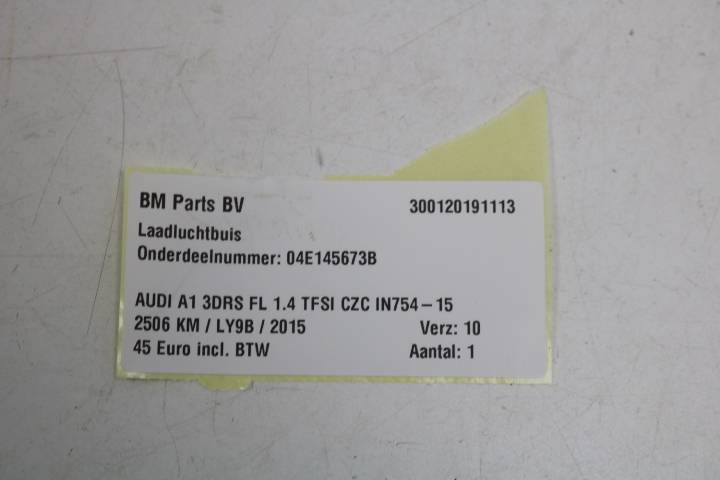 BM Parts BV 300120191113
Laadluchtbuis
Onderdeelnummer: 04E145673B
AUDI A1 3DRS FL 1.4 TFSI CZC IN754-15
2506 KM / LY9B / 2015 Verz: 10
45 Euro incl. BTW Aantal: 1